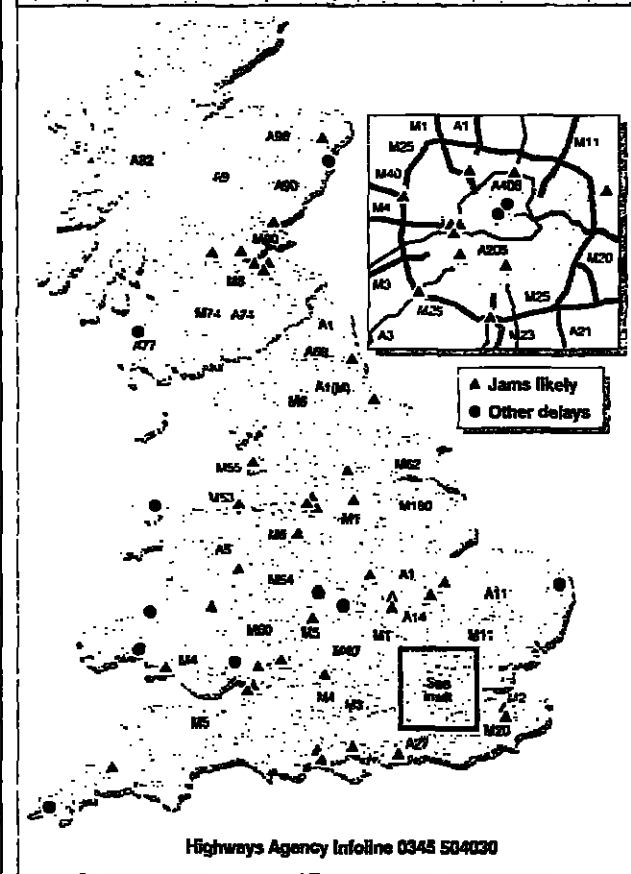 A98
A82
A9
A90
M90
M8
M74 A74
A77
A1
A68
A1(M)
M6
M55
M62
M53
M1
M180
M6
A5
M54
A1
A11
A14
M50
M5
M1
M11
M40
M4
M4
M3
M5
See
inset
M2
M20
A27
M1
A1
M11
M25
M40
A406
M4
A205
M20
M3
M25
M25
A3
M23
A21
Jams likely
Other delays
Highways Agency Infoline 0345 504030